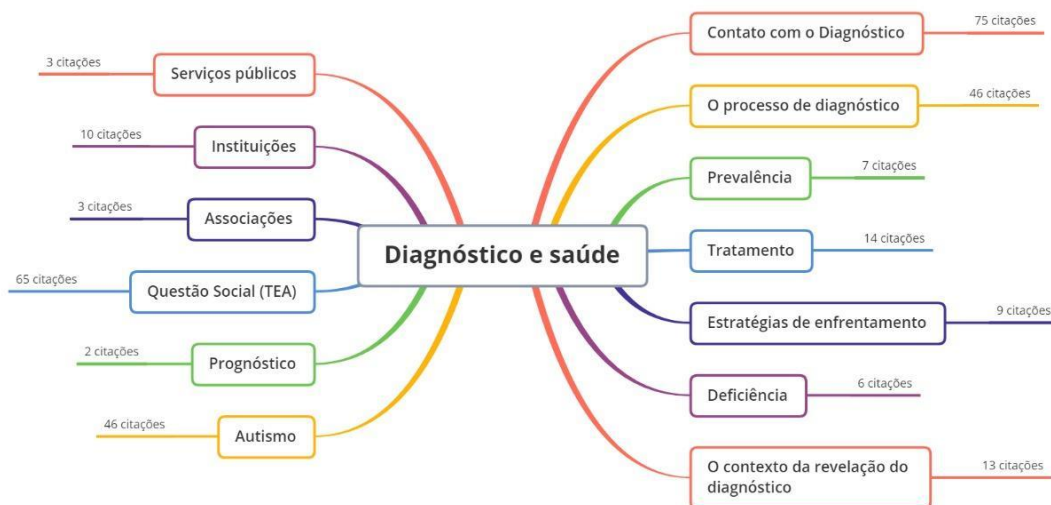 Diagnóstico e saúde
Contato com o Diagnóstico
75 citações
O processo de diagnóstico
46 citações
Prevalência
7 citações
Tratamento
14 citações
Estratégias de enfrentamento
9 citações
Deficiência
6 citações
O contexto da revelação do
diagnóstico
13 citações
3 citações
Serviços públicos
10 citações
Instituições
3 citações
Associações
65 citações
Questão Social (TEA)
2 citações
Prognóstico
46 citações
Autismo